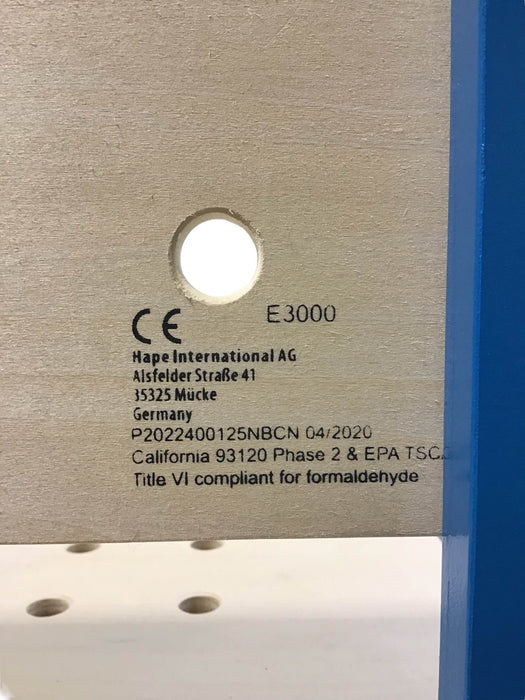 CE E3000
Hape International AG
Alsfelder Straße 41
35325 Mücke
Germany
P2022400125NBCN 04/2020
California 93120 Phase 2 & EPA TSC
Title VI compliant for formaldehyde